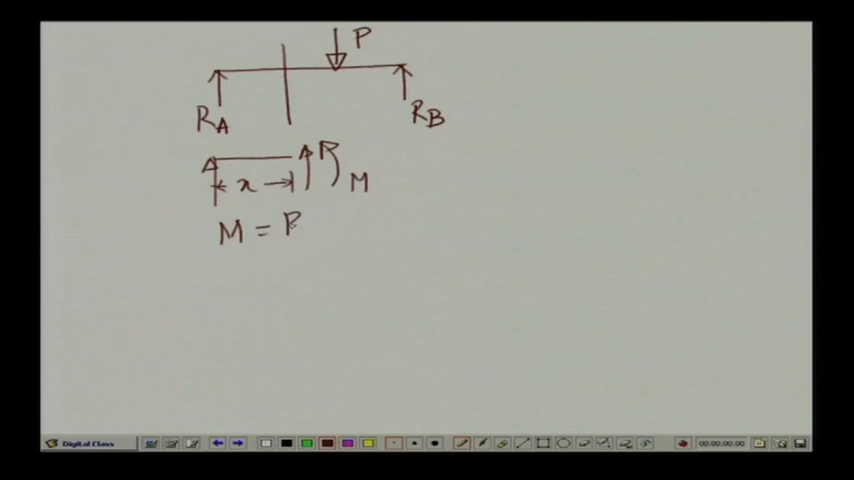 P
RA
RB
x
M
M = R
Digital Class
00:00:00.00